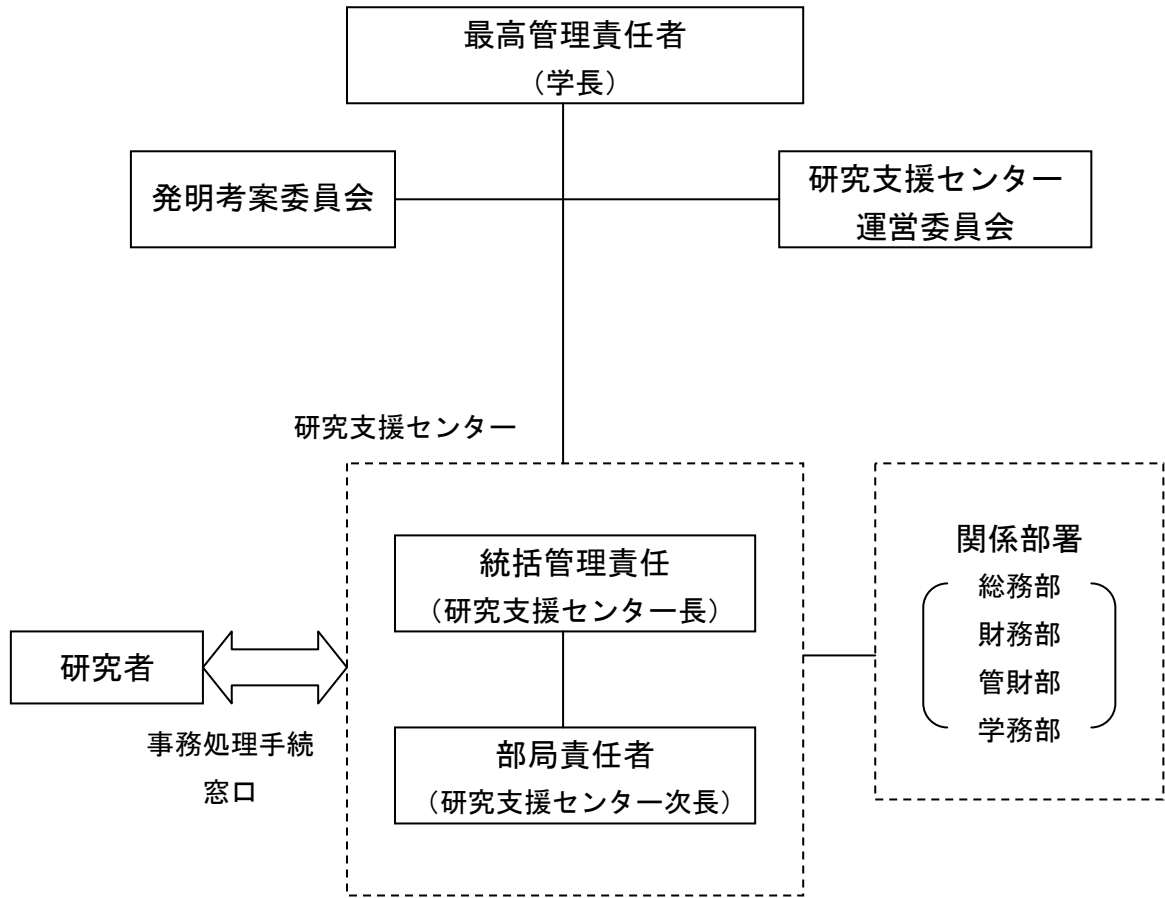 最高管理責任者
（学長）
発明考案委員会
研究支援センター
運営委員会
研究支援センター
統括管理責任
（研究支援センター長）
部局責任者
（研究支援センター次長）
研究者
事務処理手続
窓口
関係部署
総務部
財務部
管財部
学務部